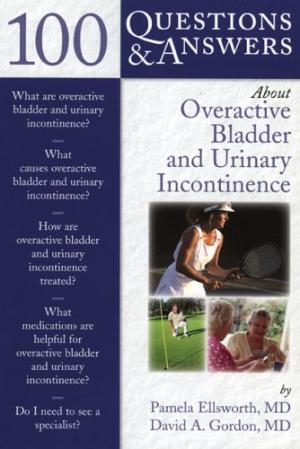 100 QUESTIONS
& ANSWERS
About
Overactive
Bladder
and Urinary
Incontinence
What are overactive
bladder and urinary
incontinence?
What
causes overactive
bladder and urinary
incontinence?
How are
overactive bladder
and urinary
incontinence
treated?
What
medications are
helpful for
overactive bladder
and urinary
incontinence?
Do I need to see a
specialist?
by
Pamela Ellsworth, MD
David A. Gordon, MD